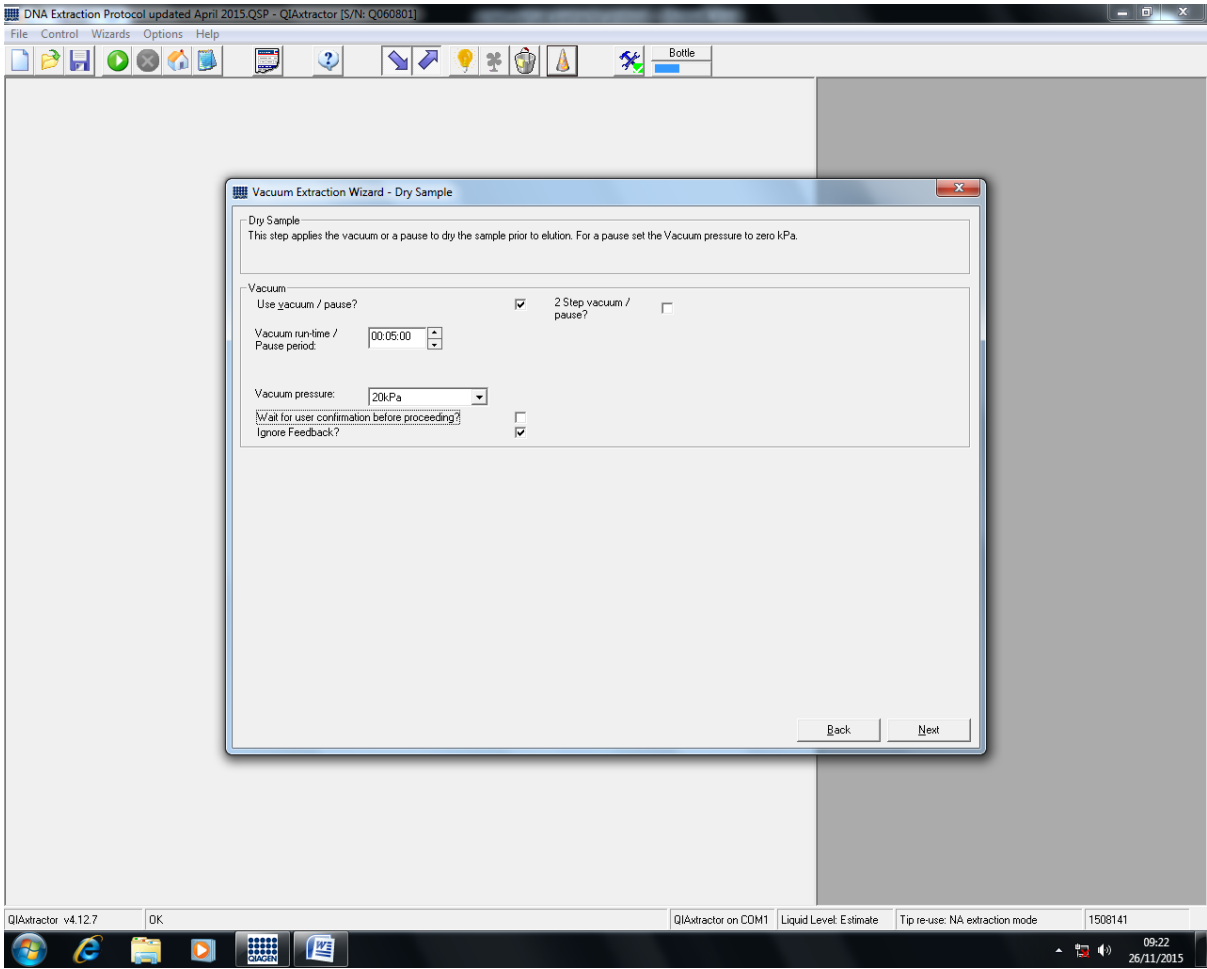 DNA Extraction Protocol updated April 2015.QSP - QIAxtractor [S/N: Q060801]
File Control Wizards Options Help
Bottle
Vacuum Extraction Wizard - Dry Sample
Dry Sample
This step applies the vacuum or a pause to dry the sample prior to elution. For a pause set the Vacuum pressure to zero kPa.
Vacuum
Use vacuum / pause?
2 Step vacuum /
pause?
Vacuum run-time /
Pause period:
00:05:00
Vacuum pressure:
20kPa
Wait for user confirmation before proceeding?
Ignore Feedback?
Back Next
QIAxtractor v4.12.7 OK QIAxtractor on COM1 Liquid Level: Estimate Tip re-use: NA extraction mode 1508141
QIAGEN
09:22
26/11/2015